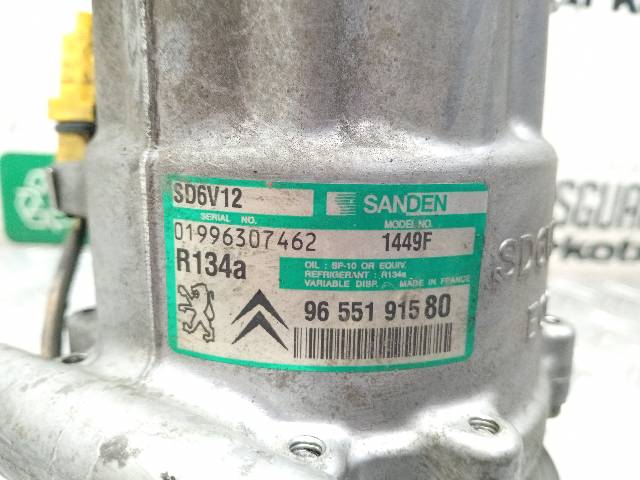 SD6V12
SANDEN
SERIAL NO.
MODEL NO.
01996307462
1449F
R134a
OIL : SP-10 OR EQUIV.
REFRIGERANT : R134a
VARIABLE DISP. MADE IN FRANCE
96 551 915 80